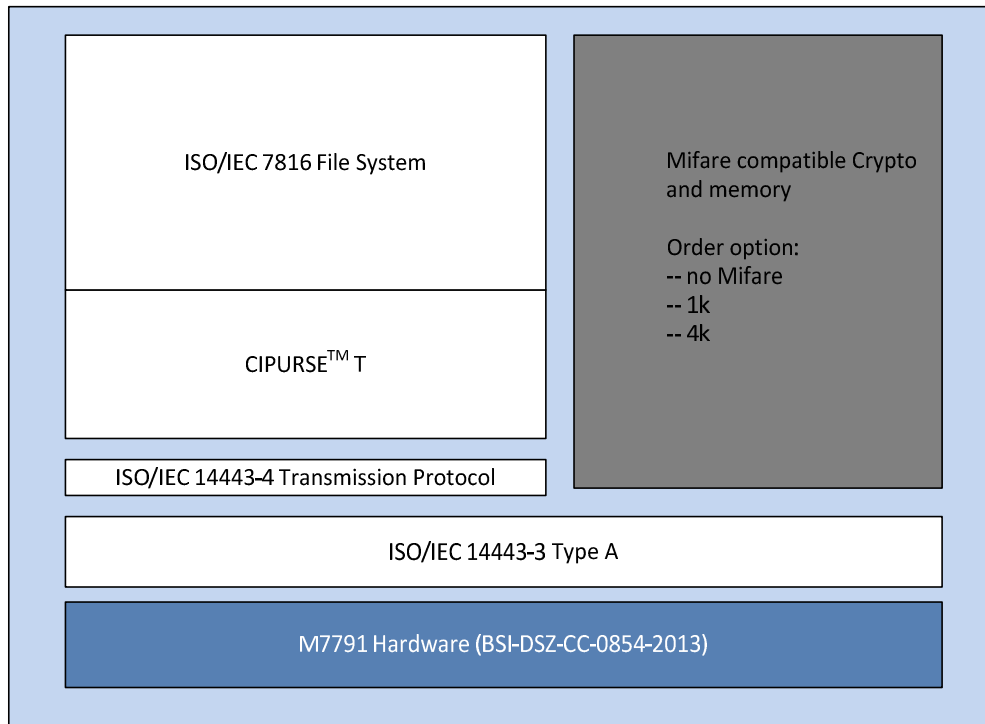 ISO/IEC 7816 File System
CIPURSE™ T
ISO/IEC 14443-4 Transmission Protocol
Mifare compatible Crypto
and memory
Order option:
-- no Mifare
-- 1k
-- 4k
ISO/IEC 14443-3 Type A
M7791 Hardware (BSI-DSZ-CC-0854-2013)